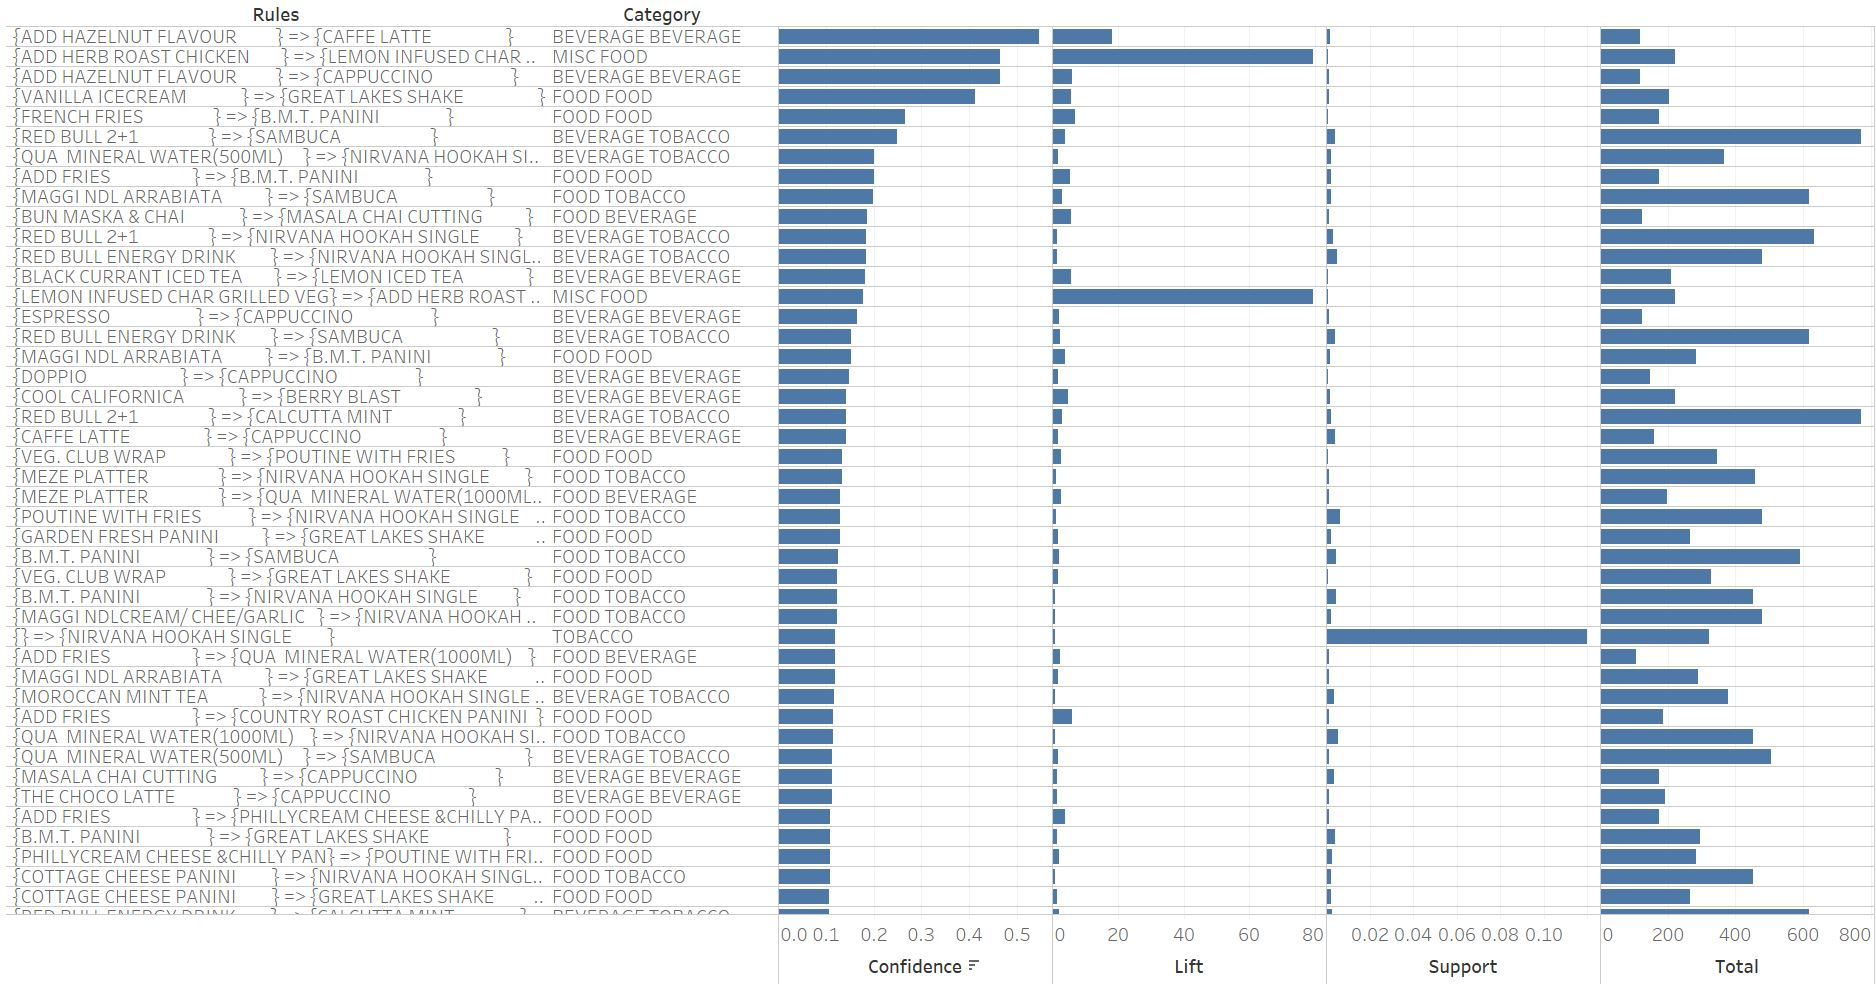 Rules Category
{ADD HAZELNUT FLAVOUR } => {CAFFE LATTE } BEVERAGE BEVERAGE
{ADD HERB ROAST CHICKEN } => {LEMON INFUSED CHAR .. MISC FOOD
{ADD HAZELNUT FLAVOUR } => {CAPPUCCINO } BEVERAGE BEVERAGE
{VANILLA ICECREAM } => {GREAT LAKES SHAKE } FOOD FOOD
{FRENCH FRIES } => {B.M.T. PANINI } FOOD FOOD
{RED BULL 2+1 } => {SAMBUCA } BEVERAGE TOBACCO
{QUA MINERAL WATER(500ML) } => {NIRVANA HOOKAH SI.. BEVERAGE TOBACCO
{ADD FRIES } => {B.M.T. PANINI } FOOD FOOD
{MAGGI NDL ARRABIATA } => {SAMBUCA } FOOD TOBACCO
{BUN MASKA & CHAI } => {MASALA CHAI CUTTING } FOOD BEVERAGE
{RED BULL 2+1 } => {NIRVANA HOOKAH SINGLE } BEVERAGE TOBACCO
{RED BULL ENERGY DRINK } => {NIRVANA HOOKAH SINGL.. BEVERAGE TOBACCO
{BLACK CURRANT ICED TEA } => {LEMON ICED TEA } BEVERAGE BEVERAGE
{LEMON INFUSED CHAR GRILLED VEG} => {ADD HERB ROAST .. MISC FOOD
{ESPRESSO } => {CAPPUCCINO } BEVERAGE BEVERAGE
{RED BULL ENERGY DRINK } => {SAMBUCA } BEVERAGE TOBACCO
{MAGGI NDL ARRABIATA } => {B.M.T. PANINI } FOOD FOOD
{DOPPIO } => {CAPPUCCINO } BEVERAGE BEVERAGE
{COOL CALIFORNICA } => {BERRY BLAST } BEVERAGE BEVERAGE
{RED BULL 2+1 } => {CALCUTTA MINT } BEVERAGE TOBACCO
{CAFFE LATTE } => {CAPPUCCINO } BEVERAGE BEVERAGE
{VEG. CLUB WRAP } => {POUTINE WITH FRIES } FOOD FOOD
{MEZE PLATTER } => {NIRVANA HOOKAH SINGLE } FOOD TOBACCO
{MEZE PLATTER } => {QUA MINERAL WATER(1000ML.. FOOD BEVERAGE
{POUTINE WITH FRIES } => {NIRVANA HOOKAH SINGLE .. FOOD TOBACCO
{GARDEN FRESH PANINI } => {GREAT LAKES SHAKE .. FOOD FOOD
{B.M.T. PANINI } => {SAMBUCA } FOOD TOBACCO
{VEG. CLUB WRAP } => {GREAT LAKES SHAKE } FOOD FOOD
{B.M.T. PANINI } => {NIRVANA HOOKAH SINGLE } FOOD TOBACCO
{MAGGI NDLCREAM/ CHEE/GARLIC } => {NIRVANA HOOKAH .. FOOD TOBACCO
{} => {NIRVANA HOOKAH SINGLE } TOBACCO
{ADD FRIES } => {QUA MINERAL WATER(1000ML) } FOOD BEVERAGE
{MAGGI NDL ARRABIATA } => {GREAT LAKES SHAKE .. FOOD FOOD
{MOROCCAN MINT TEA } => {NIRVANA HOOKAH SINGLE .. BEVERAGE TOBACCO
{ADD FRIES } => {COUNTRY ROAST CHICKEN PANINI } FOOD FOOD
{QUA MINERAL WATER(1000ML) } => {NIRVANA HOOKAH SI.. FOOD TOBACCO
{QUA MINERAL WATER(500ML) } => {SAMBUCA } BEVERAGE TOBACCO
{MASALA CHAI CUTTING } => {CAPPUCCINO } BEVERAGE BEVERAGE
{THE CHOCO LATTE } => {CAPPUCCINO } BEVERAGE BEVERAGE
{ADD FRIES } => {PHILLYCREAM CHEESE &CHILLY PA.. FOOD FOOD
{B.M.T. PANINI } => {GREAT LAKES SHAKE } FOOD FOOD
{PHILLYCREAM CHEESE &CHILLY PAN} => {POUTINE WITH FRI.. FOOD FOOD
{COTTAGE CHEESE PANINI } => {NIRVANA HOOKAH SINGL.. FOOD TOBACCO
{COTTAGE CHEESE PANINI } => {GREAT LAKES SHAKE .. FOOD FOOD
{RED BULL ENERGY DRINK } => {CALCUTTA MINT } BEVERAGE TOBACCO
0.0 0.1 0.2 0.3 0.4 0.5 0 20 40 60 80 0.02 0.04 0.06 0.08 0.10 0 200 400 600 800
Confidence Lift Support Total